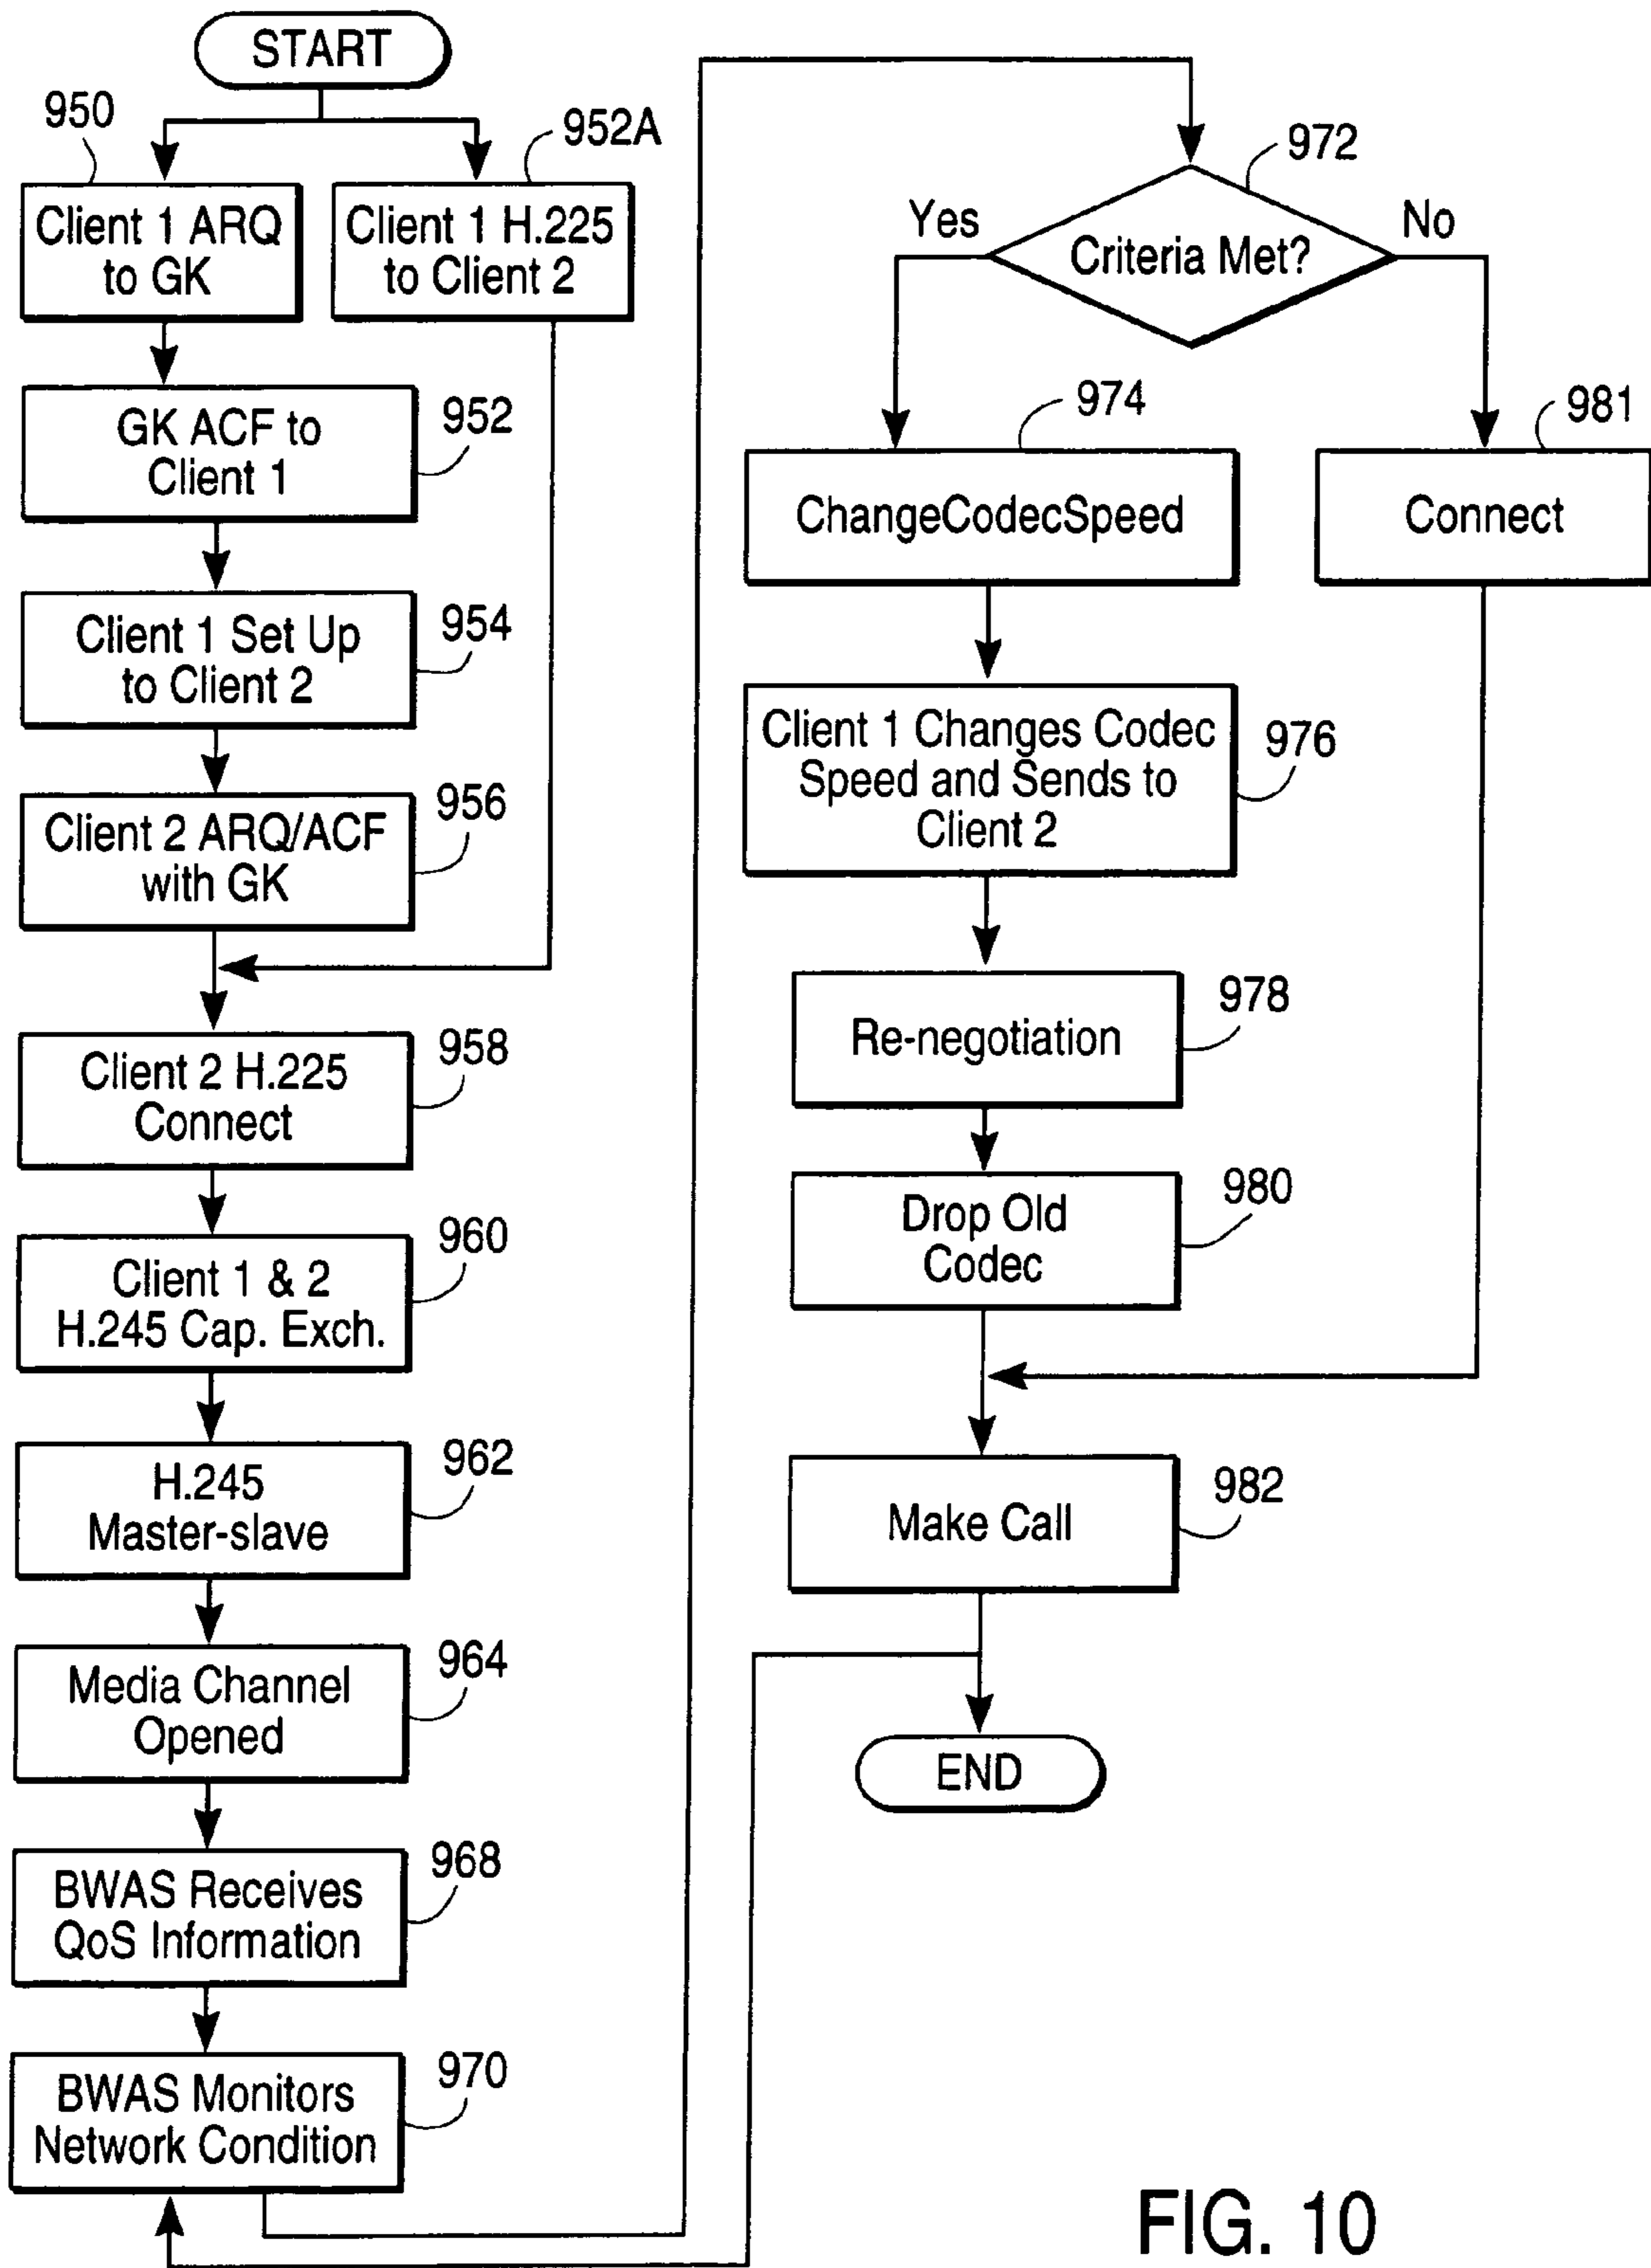 START
950
952A
Client 1 ARQ
to GK
Client 1 H.225
to Client 2
GK ACF to
Client 1
952
Client 1 Set Up
to Client 2
954
Client 2 ARQ/ACF
with GK
956
Client 2 H.225
Connect
958
Client 1 & 2
H.245 Cap. Exch.
960
H.245
Master-slave
962
Media Channel
Opened
964
BWAS Receives
QoS Information
968
BWAS Monitors
Network Condition
970
972
Yes
No
Criteria Met?
974
981
ChangeCodecSpeed
Connect
Client 1 Changes Codec
Speed and Sends to
Client 2
976
Re-negotiation
978
Drop Old
Codec
980
Make Call
982
END
FIG. 10